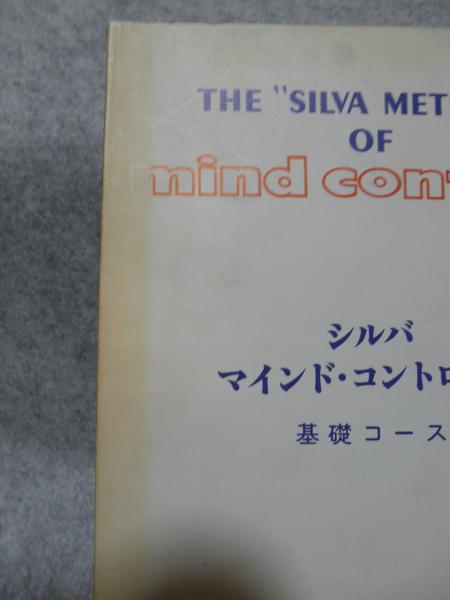 THE "SILVA MET
OF
mind con
シルバ
マインド・コントロ
基礎コース